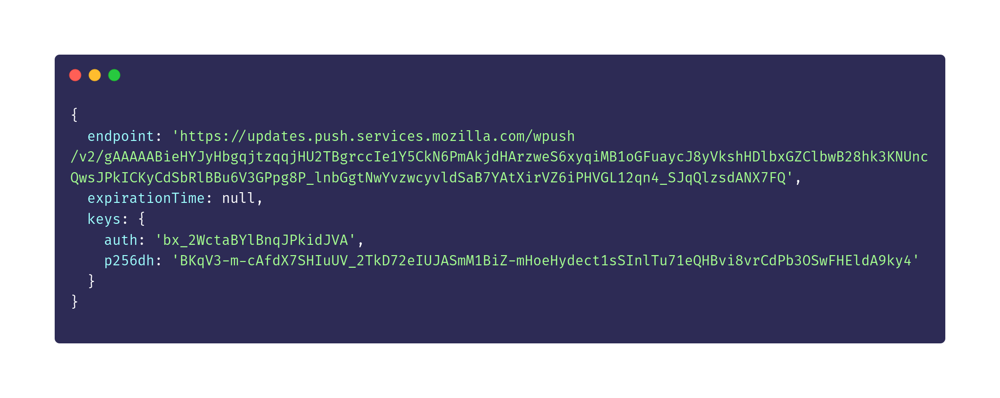 {
  endpoint: 'https://updates.push.services.mozilla.com/wpush
/v2/gAAAAABieHYJyHbgqjtzqqjHU2TBgrccIe1Y5CkN6PmAkjdHArzweS6xyqiMB1oGFuaycJ8yVkshHDlbxGZClbwB28hk3KNUnc
QwsJPkICKyCdSbRlBBu6V3GPpg8P_lnbGgtNwYvzwcyvldSaB7YAtXirVZ6iPHVGL12qn4_SJqQlzsdANX7FQ',
  expirationTime: null,
  keys: {
    auth: 'bx_2WctaBYlBnqJPkidJVA',
    p256dh: 'BKqV3-m-cAfdX7SHIuUV_2TkD72eIUJASmM1BiZ-mHoeHydect1sSInlTu71eQHBvi8vrCdPb3OSwFHEldA9ky4'
  }
}